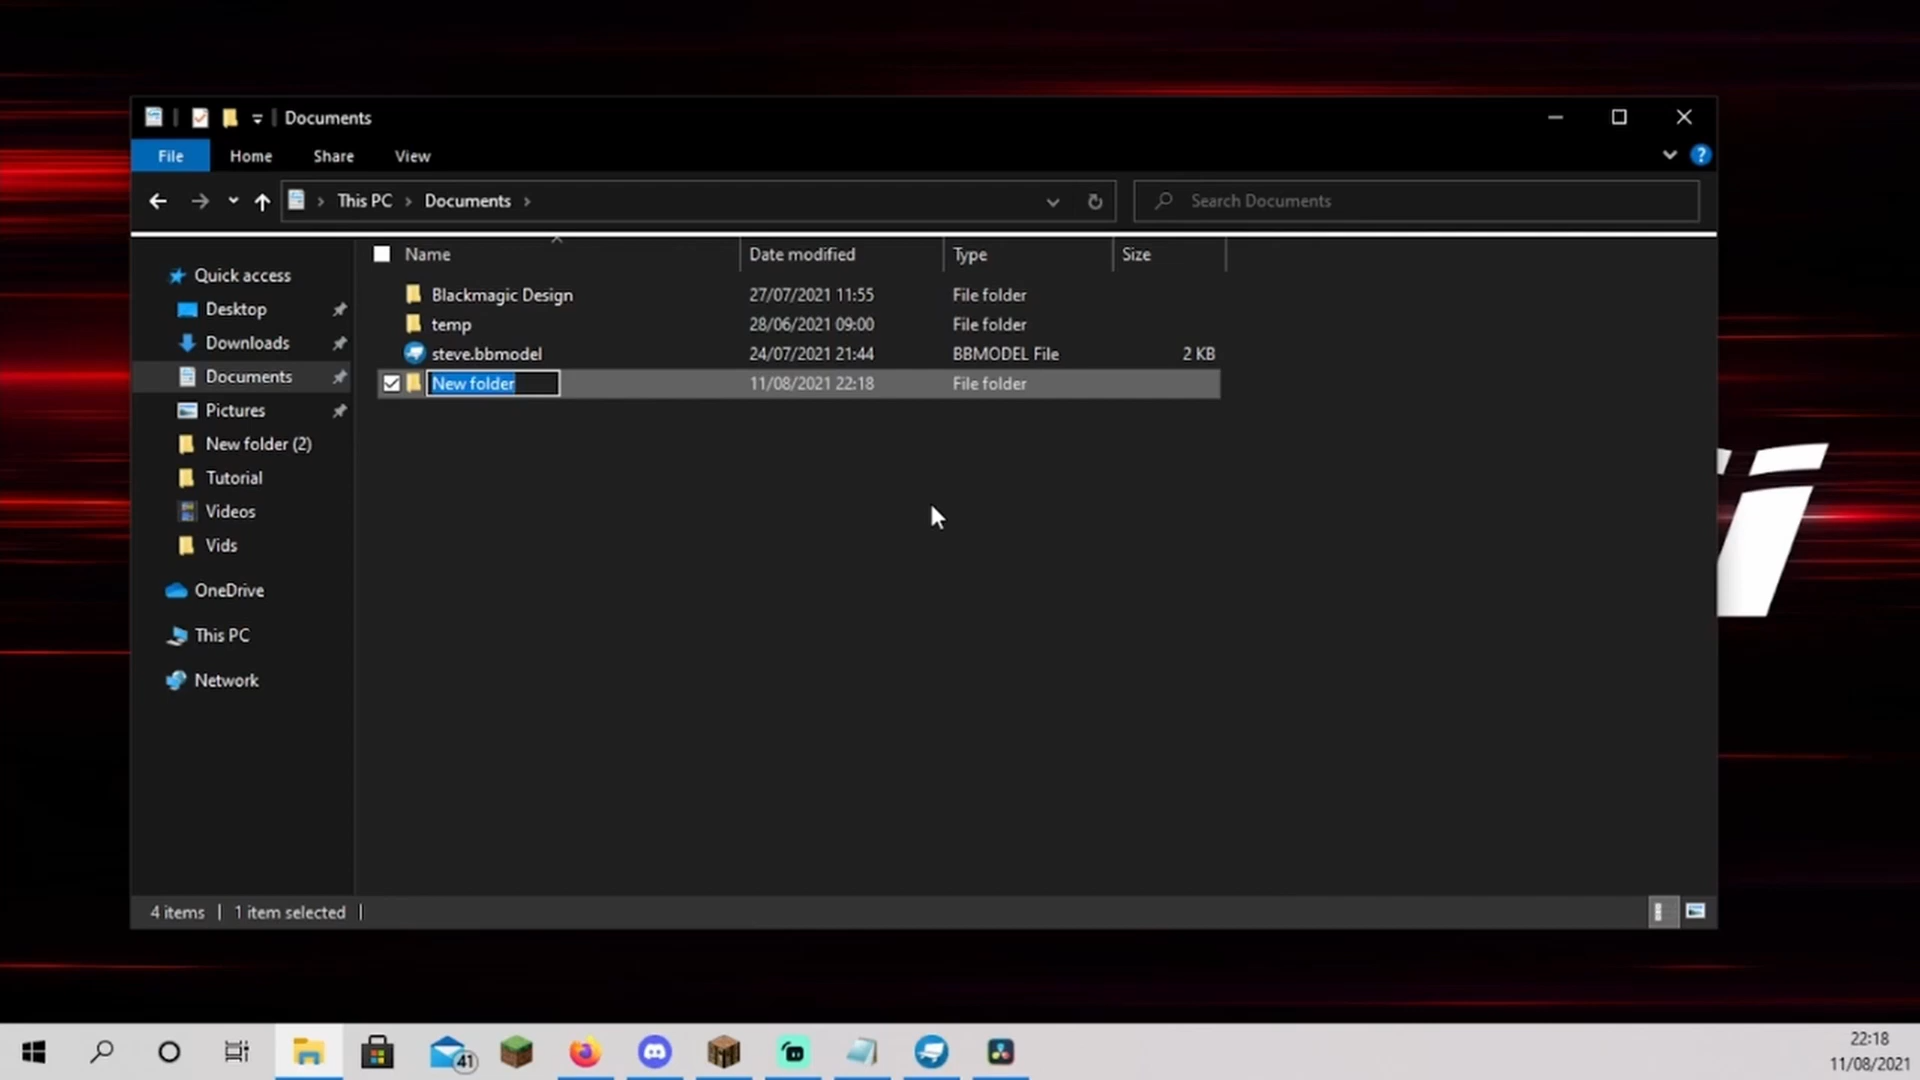 Documents
File Home Share View
?
This PC Documents
Search Documents
Name Date modified Type Size
Quick access
Desktop
Downloads
Documents
Pictures
New folder (2)
Tutorial
Videos
Vids
OneDrive
This PC
Network
Blackmagic Design 27/07/2021 11:55 File folder
temp 28/06/2021 09:00 File folder
steve.bbmodel 24/07/2021 21:44 BBMODEL File 2 KB
New folder 11/08/2021 22:18 File folder
4 items 1 item selected
41
22:18
11/08/2021